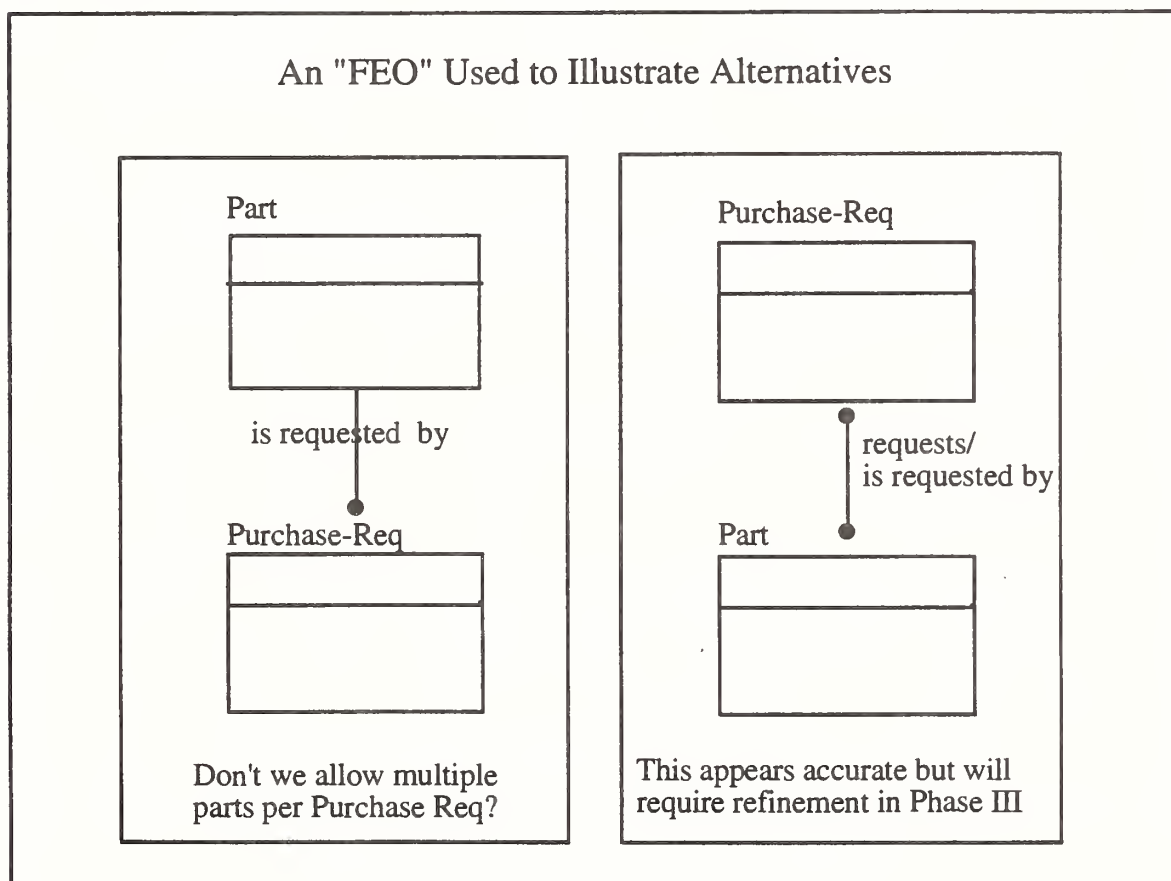 An "FEO" Used to Illustrate Alternatives
Part
is requested by
Purchase-Req
Don't we allow multiple
parts per Purchase Req?
Purchase-Req
requests/
is requested by
Part
This appears accurate but will
require refinement in Phase III